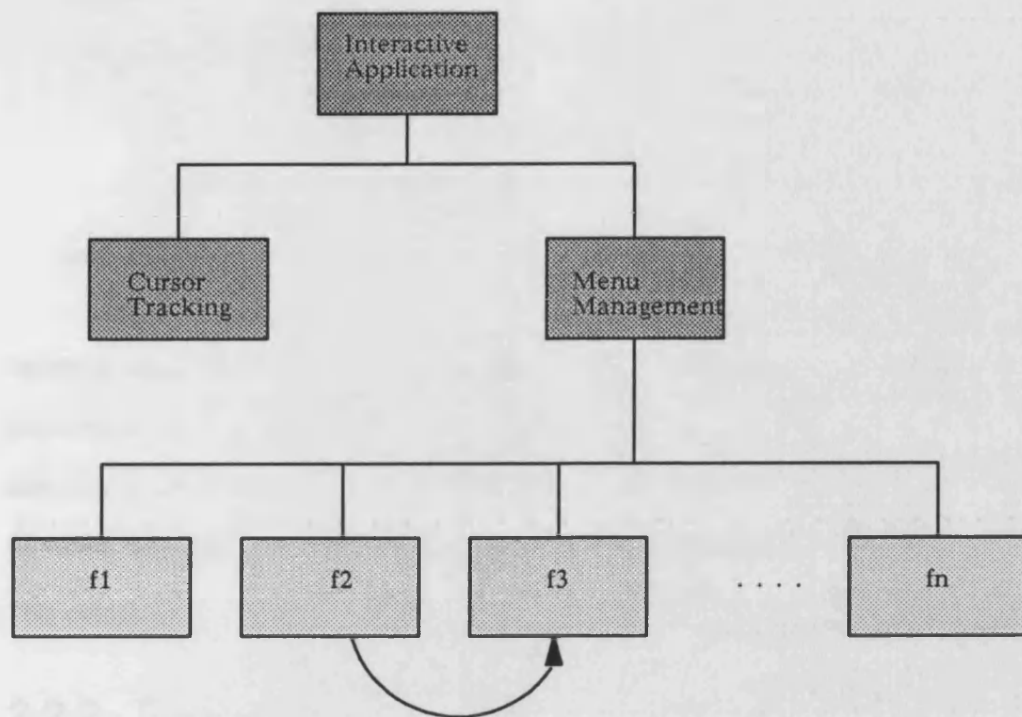 Interactive
Application
Cursor
Tracking
Menu
Management
f1
f2
f3
. . . .
fn